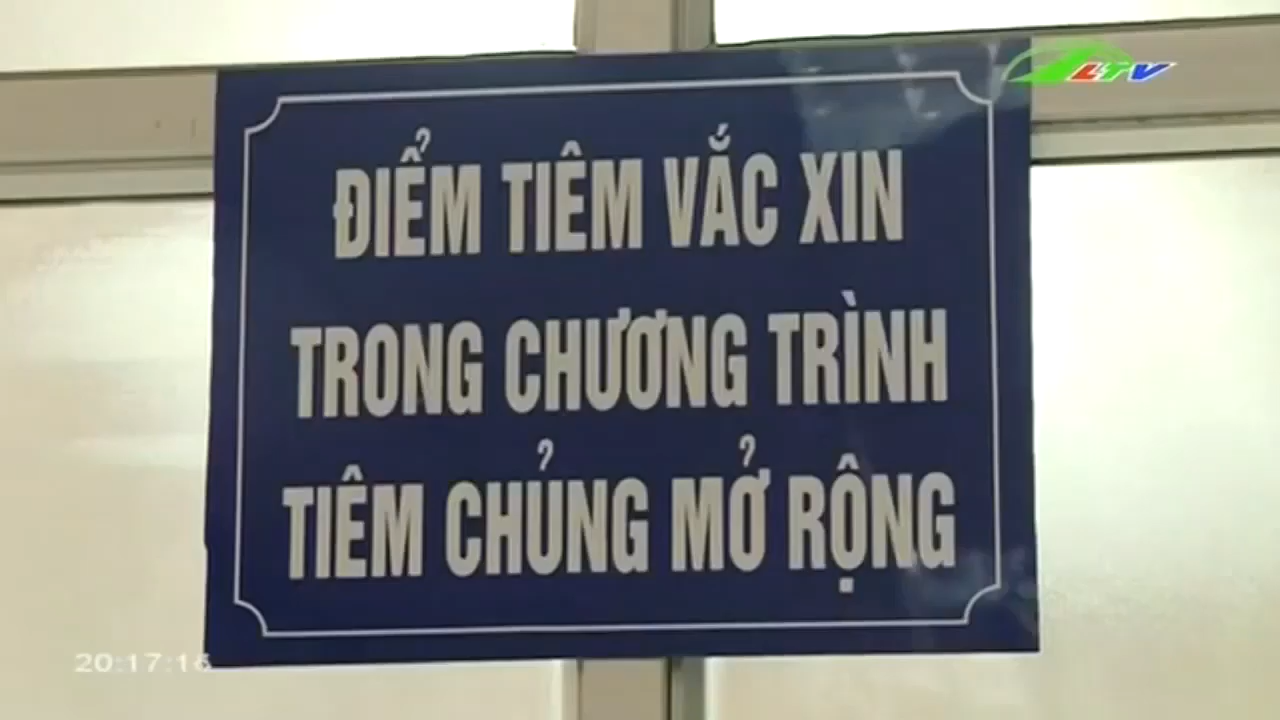 LTV
ĐIỂM TIÊM VẮC XIN
TRONG CHƯƠNG TRÌNH
TIÊM CHỦNG MỞ RỘNG
20:17:16